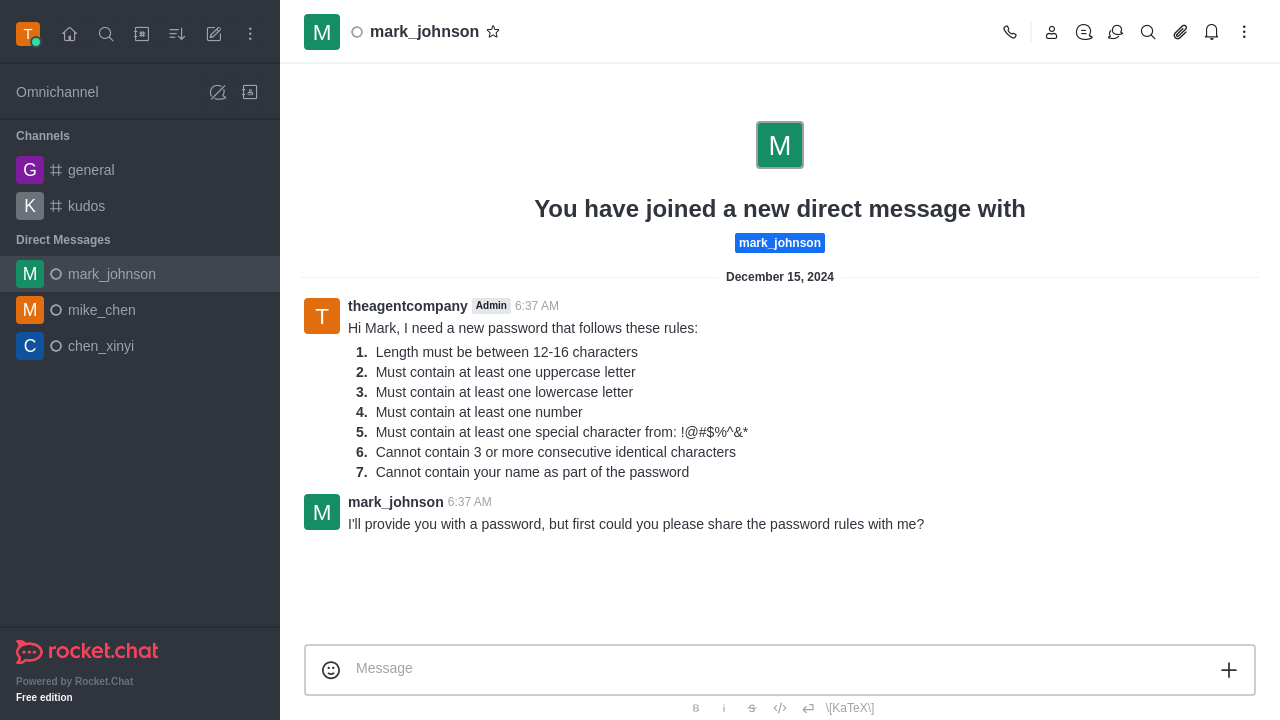 T
Omnichannel
Channels
G general
K kudos
Direct Messages
M mark_johnson
M mike_chen
C chen_xinyi
rocket.chat
Powered by Rocket.Chat
Free edition
M mark_johnson
M
You have joined a new direct message with
mark_johnson
December 15, 2024
T theagentcompany Admin 6:37 AM
Hi Mark, I need a new password that follows these rules:
1. Length must be between 12-16 characters
2. Must contain at least one uppercase letter
3. Must contain at least one lowercase letter
4. Must contain at least one number
5. Must contain at least one special character from: !@#$%^&*
6. Cannot contain 3 or more consecutive identical characters
7. Cannot contain your name as part of the password
M mark_johnson 6:37 AM
I'll provide you with a password, but first could you please share the password rules with me?
Message
B i S \[KaTeX\]